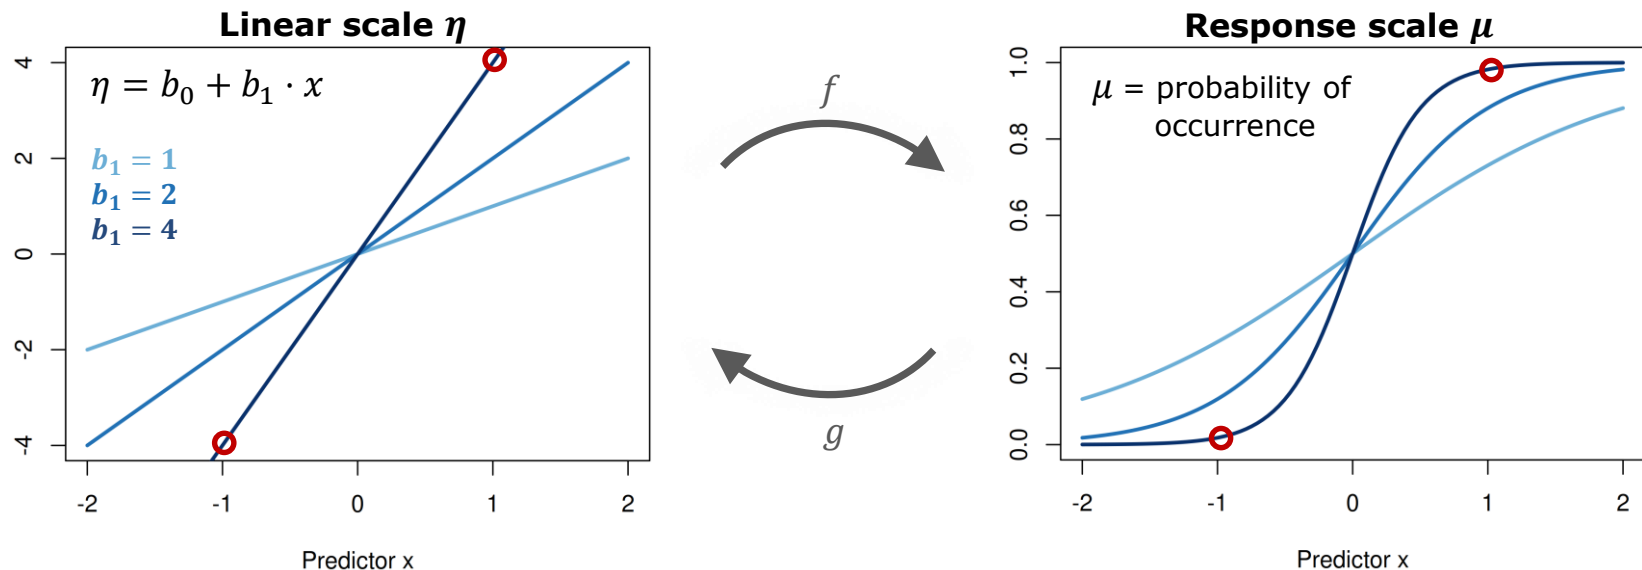 Linear scale η
4
2
0
-2
-4
η = b₀ + b₁ · x
b₁ = 1
b₁ = 2
b₁ = 4
-2 -1 0 1 2
Predictor x
f
g
Response scale μ
1.0
0.8
0.6
0.4
0.2
0.0
μ = probability of
occurrence
-2 -1 0 1 2
Predictor x